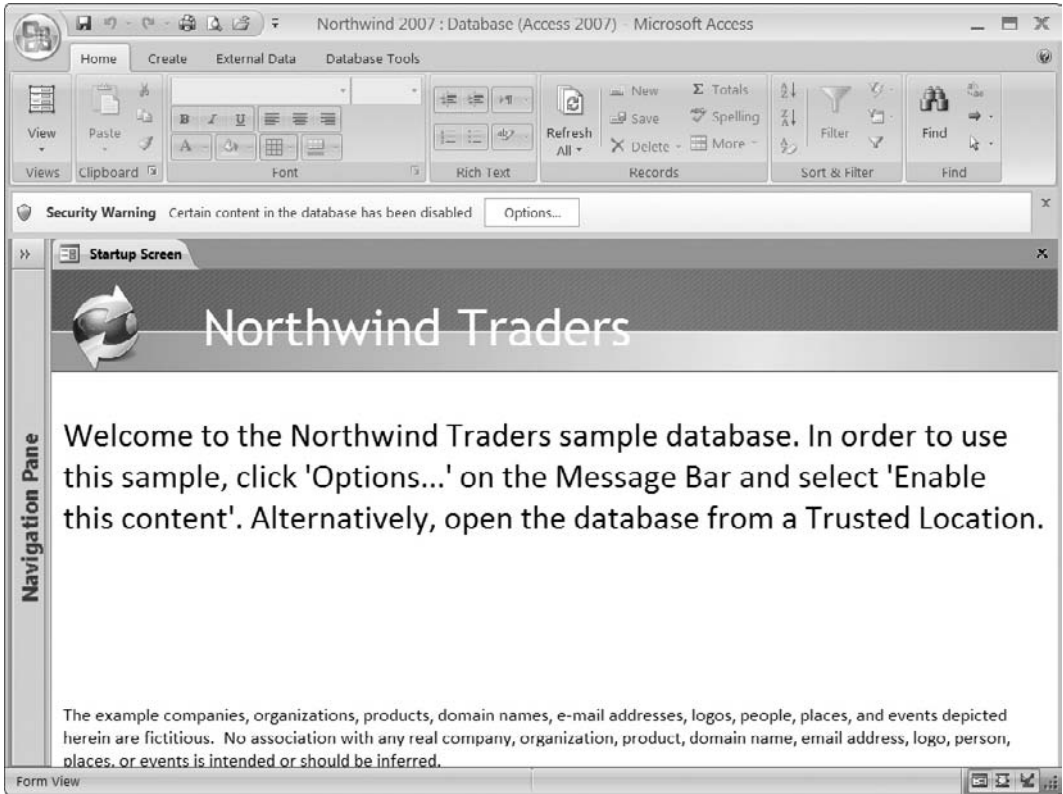 Northwind 2007 : Database (Access 2007) - Microsoft Access
Home Create External Data Database Tools
View
Paste
B I U
A
Refresh All
New
Save
Delete
Σ Totals
Spelling
More
Filter
Find
Views Clipboard Font Rich Text Records Sort & Filter Find
Security Warning Certain content in the database has been disabled Options...
Startup Screen
Northwind Traders
Navigation Pane
Welcome to the Northwind Traders sample database. In order to use
this sample, click 'Options...' on the Message Bar and select 'Enable
this content'. Alternatively, open the database from a Trusted Location.
The example companies, organizations, products, domain names, e-mail addresses, logos, people, places, and events depicted
herein are fictitious. No association with any real company, organization, product, domain name, email address, logo, person,
places, or events is intended or should be inferred.
Form View